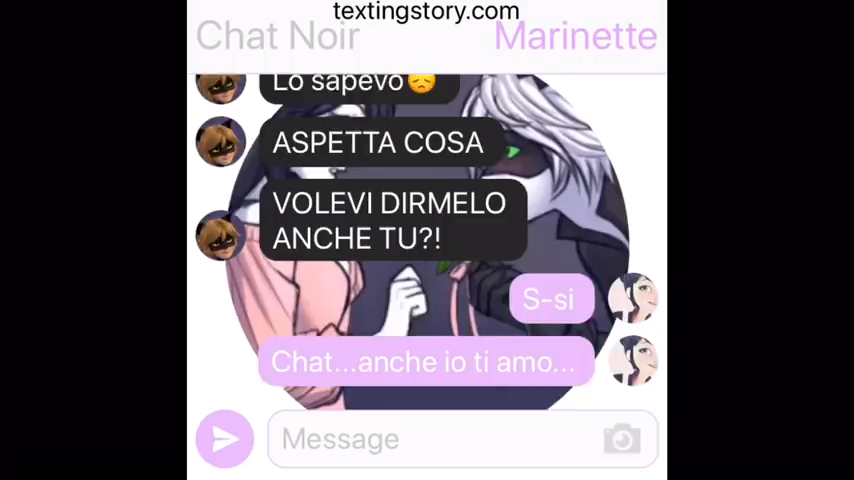 textingstory.com
Chat Noir
Marinette
Lo sapevo😞
ASPETTA COSA
VOLEVI DIRMELO
ANCHE TU?!
S-si
Chat...anche io ti amo...
Message